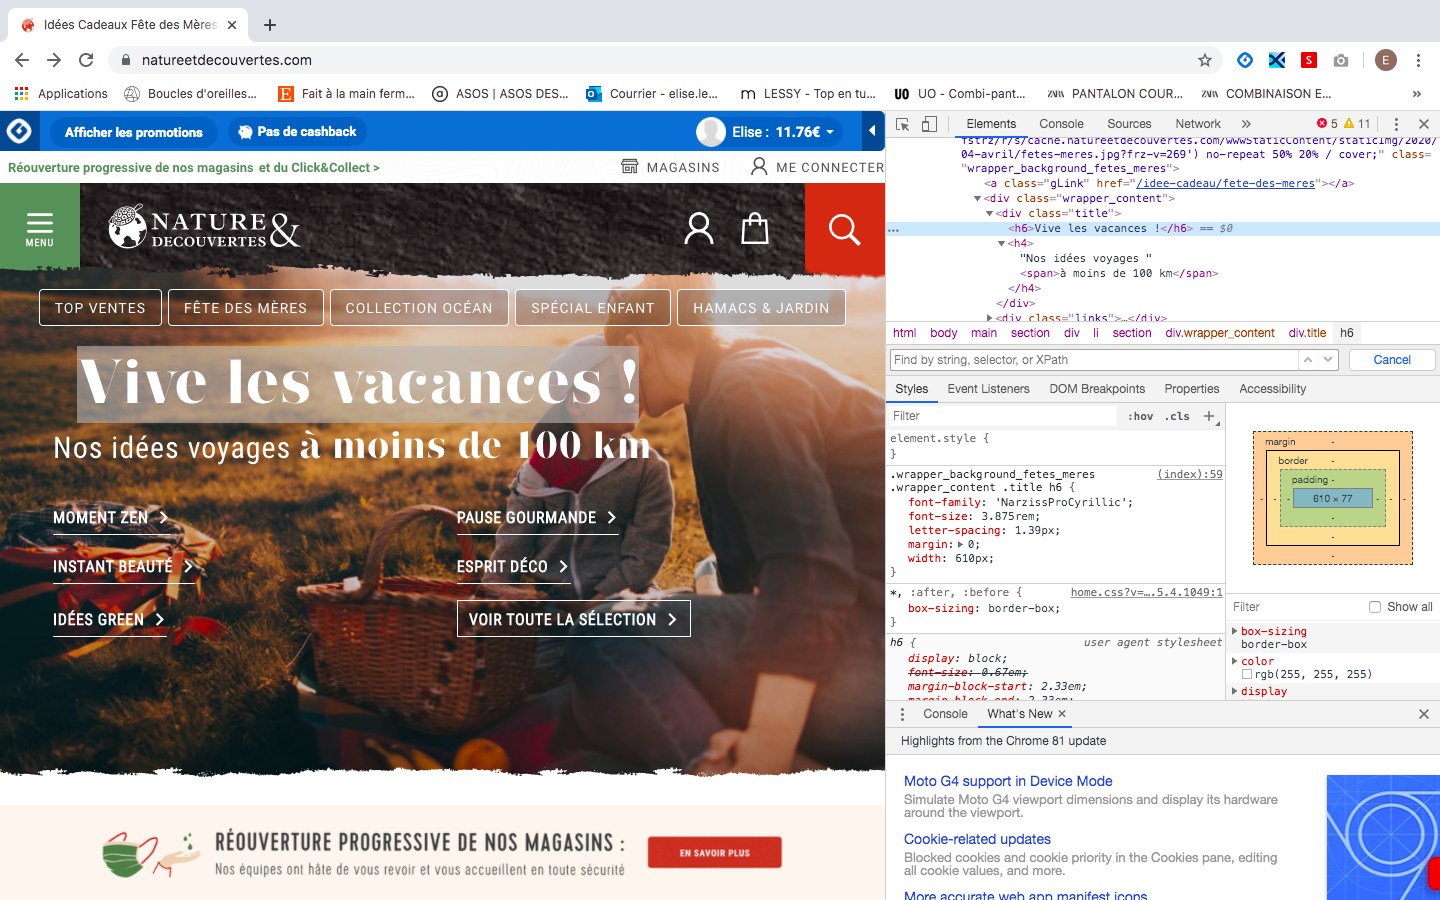 Idées Cadeaux Fête des Mères
natureetdecouvertes.com
E
Applications
Boucles d'oreilles...
Fait à la main ferm...
ASOS | ASOS DES...
Courrier - elise.le...
LESSY - Top en tu...
UO - Combi-pant...
PANTALON COUR...
COMBINAISON E...
Afficher les promotions
Pas de cashback
Elise : 11.76€
Réouverture progressive de nos magasins et du Click&Collect >
MAGASINS
ME CONNECTER
MENU
NATURE &
DECOUVERTES
TOP VENTES
FÊTE DES MÈRES
COLLECTION OCÉAN
SPÉCIAL ENFANT
HAMACS & JARDIN
Vive les vacances !
Nos idées voyages à moins de 100 km
MOMENT ZEN
PAUSE GOURMANDE
INSTANT BEAUTÉ
ESPRIT DÉCO
IDÉES GREEN
VOIR TOUTE LA SÉLECTION
RÉOUVERTURE PROGRESSIVE DE NOS MAGASINS :
Nos équipes ont hâte de vous revoir et vous accueillent en toute sécurité
EN SAVOIR PLUS
Elements
Console
Sources
Network
»
5
11
fstrz/r/s/cache.natureetdecouvertes.com/wwwStaticContent/staticImg/2020/
04-avril/fetes-meres.jpg?frz-v=269') no-repeat 50% 20% / cover;" class=
"wrapper_background_fetes_meres">
<a class="gLink" href="/idee-cadeau/fete-des-meres"></a>
<div class="wrapper_content">
<div class="title">
<h6>Vive les vacances !</h6> == $0
<h4>
"Nos idées voyages "
<span>à moins de 100 km</span>
</h4>
</div>
<div class="links">…</div>
html body main section div li section div.wrapper_content div.title h6
Find by string, selector, or XPath
Cancel
Styles
Event Listeners
DOM Breakpoints
Properties
Accessibility
Filter
:hov .cls +
element.style {
}
.wrapper_background_fetes_meres (index):59
.wrapper_content .title h6 {
font-family: 'NarzissProCyrillic';
font-size: 3.875rem;
letter-spacing: 1.39px;
margin: 0;
width: 610px;
}
*, :after, :before { home.css?v=….5.4.1049:1
box-sizing: border-box;
}
h6 { user agent stylesheet
display: block;
font-size: 0.67em;
margin-block-start: 2.33em;
margin-block-end: 2.33em;
margin -
border -
padding -
610 × 77
Filter
Show all
box-sizing
border-box
color
rgb(255, 255, 255)
display
Console
What's New
Highlights from the Chrome 81 update
Moto G4 support in Device Mode
Simulate Moto G4 viewport dimensions and display its hardware
around the viewport.
Cookie-related updates
Blocked cookies and cookie priority in the Cookies pane, editing
all cookie values, and more.
More accurate web app manifest icons